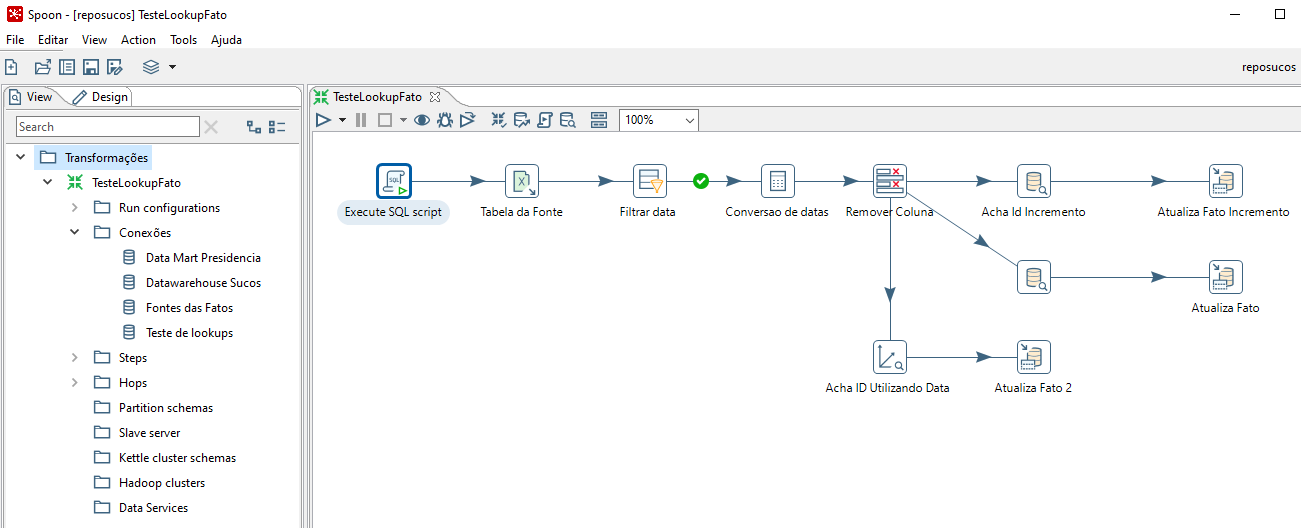 Spoon - [reposucos] TesteLookupFato
File Editar View Action Tools Ajuda
reposucos
View Design
Search
Transformações
TesteLookupFato
Run configurations
Conexões
Data Mart Presidencia
Datawarehouse Sucos
Fontes das Fatos
Teste de lookups
Steps
Hops
Partition schemas
Slave server
Kettle cluster schemas
Hadoop clusters
Data Services
TesteLookupFato
100%
SQL
Execute SQL script
Tabela da Fonte
Filtrar data
Conversao de datas
Remover Coluna
Acha Id Incremento
Atualiza Fato Incremento
Atualiza Fato
Acha ID Utilizando Data
Atualiza Fato 2